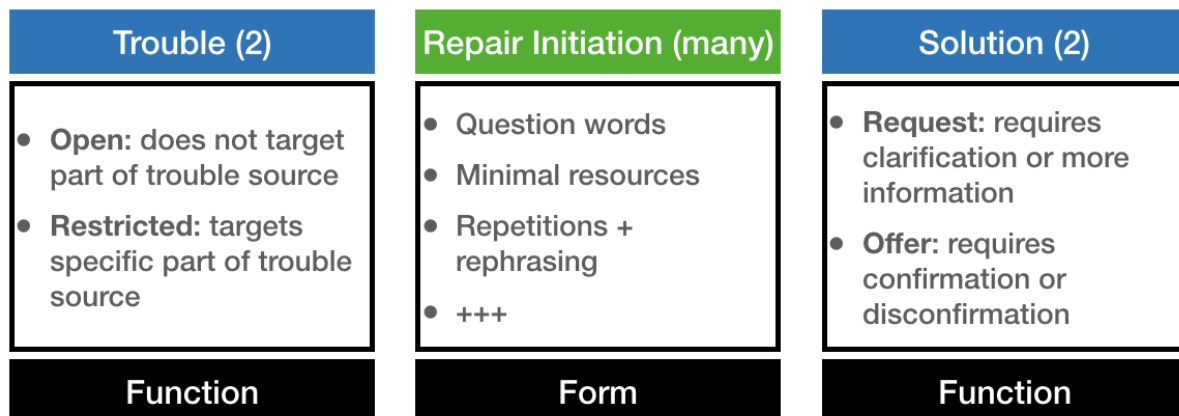 Trouble (2)
• Open: does not target
part of trouble source
• Restricted: targets
specific part of trouble
source
Function
Repair Initiation (many)
• Question words
• Minimal resources
• Repetitions +
rephrasing
• +++
Form
Solution (2)
• Request: requires
clarification or more
information
• Offer: requires
confirmation or
disconfirmation
Function